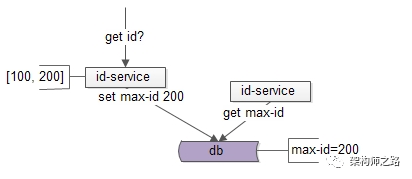 get id?
[100, 200]
id-service
set max-id 200
id-service
get max-id
db
max-id=200
架构师之路